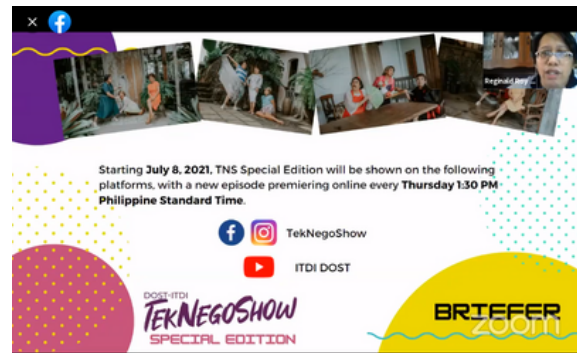 Reginald Rey
Starting July 8, 2021, TNS Special Edition will be shown on the following
platforms, with a new episode premiering online every Thursday 1:30 PM
Philippine Standard Time.
TekNegoShow
ITDI DOST
DOST-ITDI
TEKNEGOSHOW
SPECIAL EDITION
BRIEFER
zoom